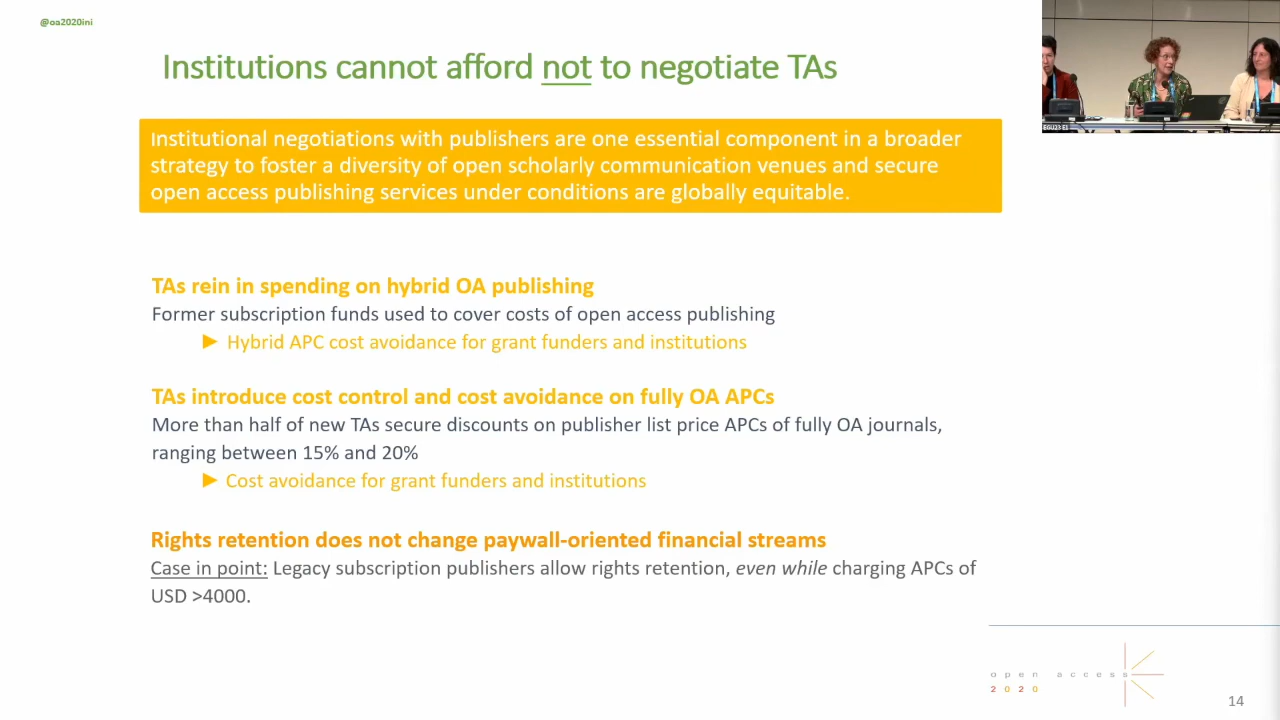 @oa2020ini
Institutions cannot afford not to negotiate TAs
Institutional negotiations with publishers are one essential component in a broader
strategy to foster a diversity of open scholarly communication venues and secure
open access publishing services under conditions are globally equitable.
TAs rein in spending on hybrid OA publishing
Former subscription funds used to cover costs of open access publishing
► Hybrid APC cost avoidance for grant funders and institutions
TAs introduce cost control and cost avoidance on fully OA APCs
More than half of new TAs secure discounts on publisher list price APCs of fully OA journals,
ranging between 15% and 20%
► Cost avoidance for grant funders and institutions
Rights retention does not change paywall-oriented financial streams
Case in point: Legacy subscription publishers allow rights retention, even while charging APCs of
USD >4000.
open access
2020
14